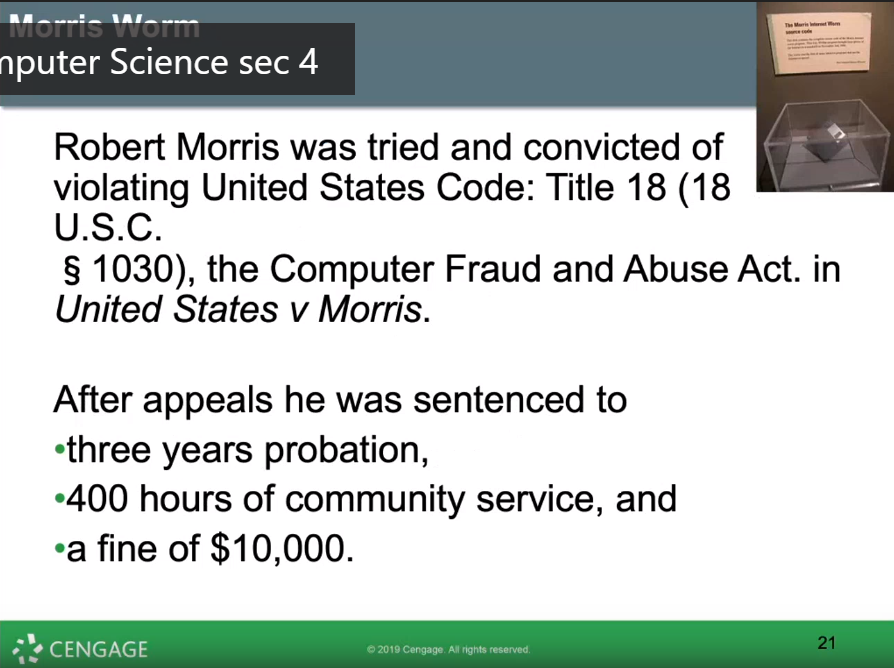 Morris Worm
mputer Science sec 4
The Morris Internet Worm
source code
Robert Morris was tried and convicted of
violating United States Code: Title 18 (18
U.S.C.
§ 1030), the Computer Fraud and Abuse Act. in
United States v Morris.
After appeals he was sentenced to
•three years probation,
•400 hours of community service, and
•a fine of $10,000.
CENGAGE
© 2019 Cengage. All rights reserved.
21